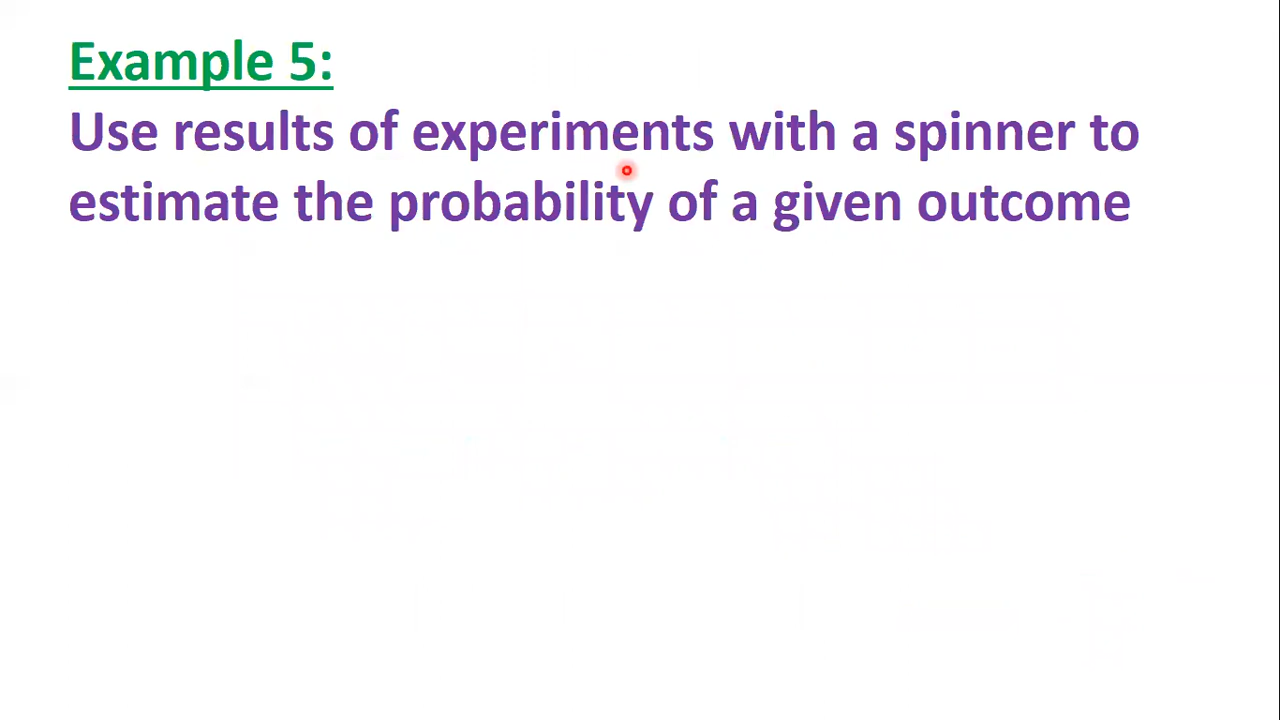 Example 5:
Use results of experiments with a spinner to
estimate the probability of a given outcome